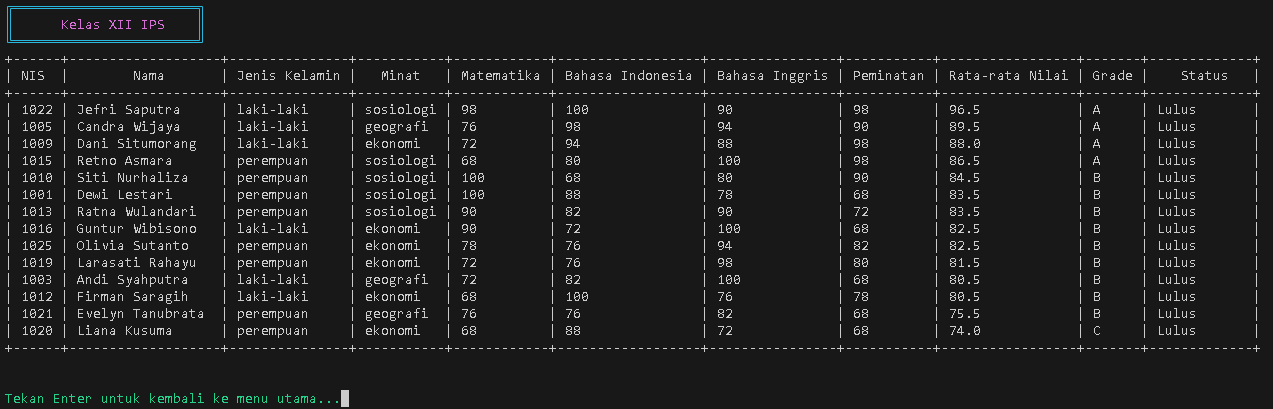 Kelas XII IPS
| NIS | Nama | Jenis Kelamin | Minat | Matematika | Bahasa Indonesia | Bahasa Inggris | Peminatan | Rata-rata Nilai | Grade | Status |
| 1022 | Jefri Saputra | laki-laki | sosiologi | 98 | 100 | 90 | 98 | 96.5 | A | Lulus |
| 1005 | Candra Wijaya | laki-laki | geografi | 76 | 98 | 94 | 90 | 89.5 | A | Lulus |
| 1009 | Dani Situmorang | laki-laki | ekonomi | 72 | 94 | 88 | 98 | 88.0 | A | Lulus |
| 1015 | Retno Asmara | perempuan | sosiologi | 68 | 80 | 100 | 98 | 86.5 | A | Lulus |
| 1010 | Siti Nurhaliza | perempuan | sosiologi | 100 | 68 | 80 | 90 | 84.5 | B | Lulus |
| 1001 | Dewi Lestari | perempuan | sosiologi | 100 | 88 | 78 | 68 | 83.5 | B | Lulus |
| 1013 | Ratna Wulandari | perempuan | sosiologi | 90 | 82 | 90 | 72 | 83.5 | B | Lulus |
| 1016 | Guntur Wibisono | laki-laki | ekonomi | 90 | 72 | 100 | 68 | 82.5 | B | Lulus |
| 1025 | Olivia Sutanto | perempuan | ekonomi | 78 | 76 | 94 | 82 | 82.5 | B | Lulus |
| 1019 | Larasati Rahayu | perempuan | ekonomi | 72 | 76 | 98 | 80 | 81.5 | B | Lulus |
| 1003 | Andi Syahputra | laki-laki | geografi | 72 | 82 | 100 | 68 | 80.5 | B | Lulus |
| 1012 | Firman Saragih | laki-laki | ekonomi | 68 | 100 | 76 | 78 | 80.5 | B | Lulus |
| 1021 | Evelyn Tanubrata | perempuan | geografi | 76 | 76 | 82 | 68 | 75.5 | B | Lulus |
| 1020 | Liana Kusuma | perempuan | ekonomi | 68 | 88 | 72 | 68 | 74.0 | C | Lulus |
Tekan Enter untuk kembali ke menu utama...